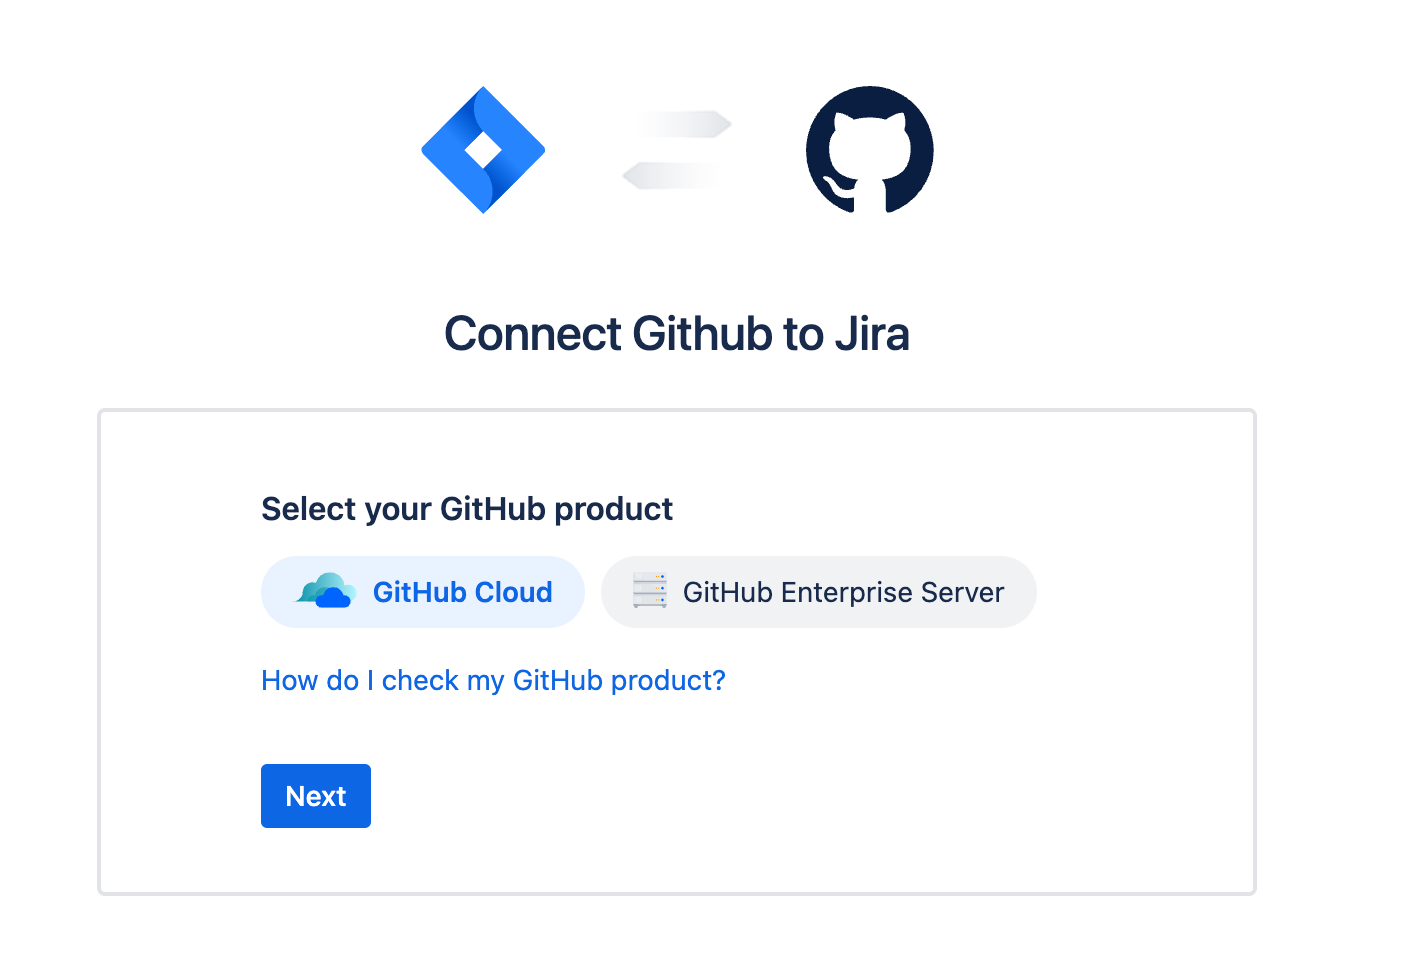 Connect Github to Jira
Select your GitHub product
GitHub Cloud
GitHub Enterprise Server
How do I check my GitHub product?
Next